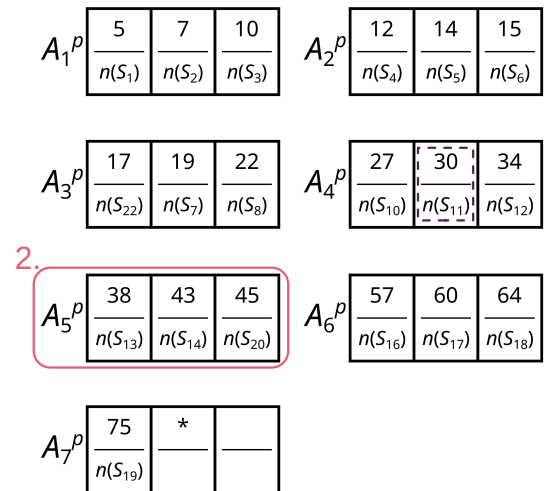 A₁ᵖ 5 7 10 A₂ᵖ 12 14 15
n(S₁) n(S₂) n(S₃) n(S₄) n(S₅) n(S₆)
A₃ᵖ 17 19 22 A₄ᵖ 27 30 34
n(S₂₂) n(S₇) n(S₈) n(S₁₀) n(S₁₁) n(S₁₂)
2.
A₅ᵖ 38 43 45 A₆ᵖ 57 60 64
n(S₁₃) n(S₁₄) n(S₂₀) n(S₁₆) n(S₁₇) n(S₁₈)
A₇ᵖ 75 *
n(S₁₉)